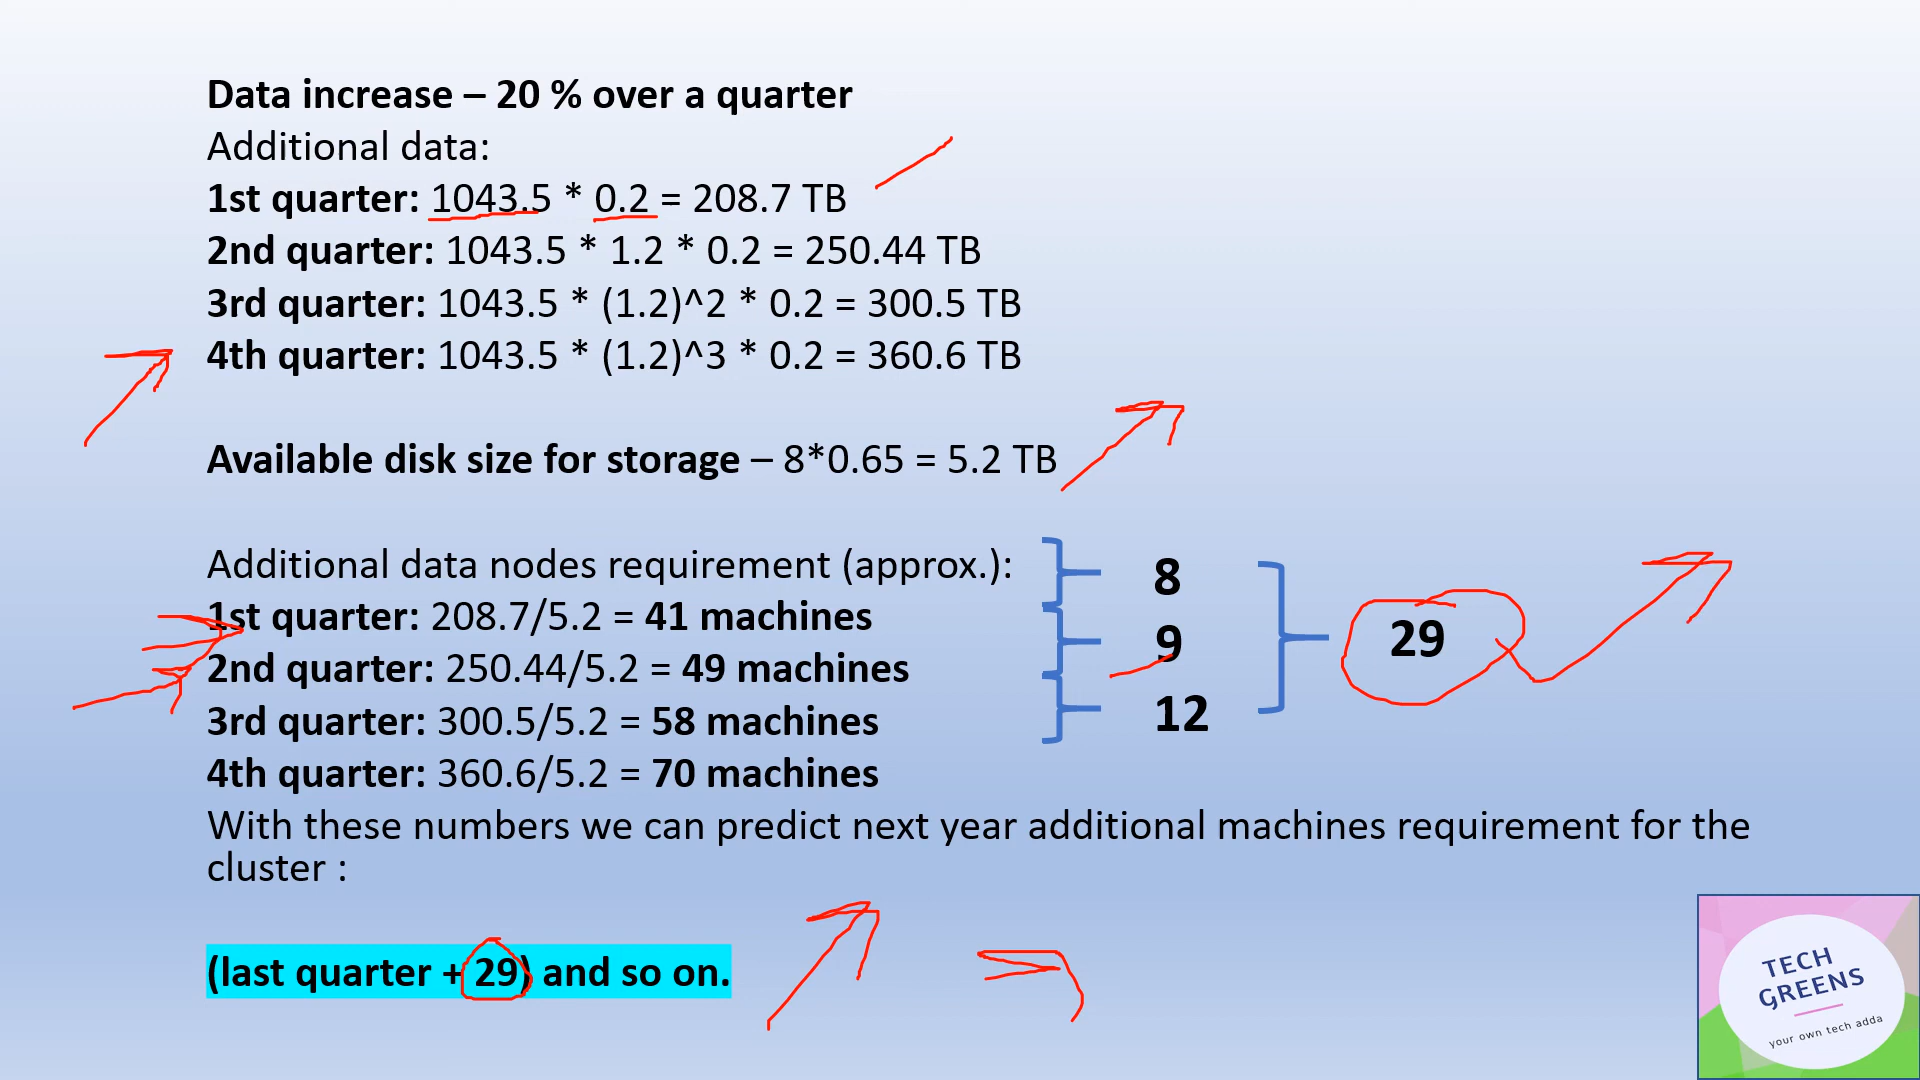 Data increase – 20 % over a quarter
Additional data:
1st quarter: 1043.5 * 0.2 = 208.7 TB
2nd quarter: 1043.5 * 1.2 * 0.2 = 250.44 TB
3rd quarter: 1043.5 * (1.2)^2 * 0.2 = 300.5 TB
4th quarter: 1043.5 * (1.2)^3 * 0.2 = 360.6 TB
Available disk size for storage – 8*0.65 = 5.2 TB
Additional data nodes requirement (approx.):
1st quarter: 208.7/5.2 = 41 machines
2nd quarter: 250.44/5.2 = 49 machines
3rd quarter: 300.5/5.2 = 58 machines
4th quarter: 360.6/5.2 = 70 machines
8
9
12
29
With these numbers we can predict next year additional machines requirement for the
cluster :
(last quarter + 29) and so on.
TECH
GREENS
your own tech adda